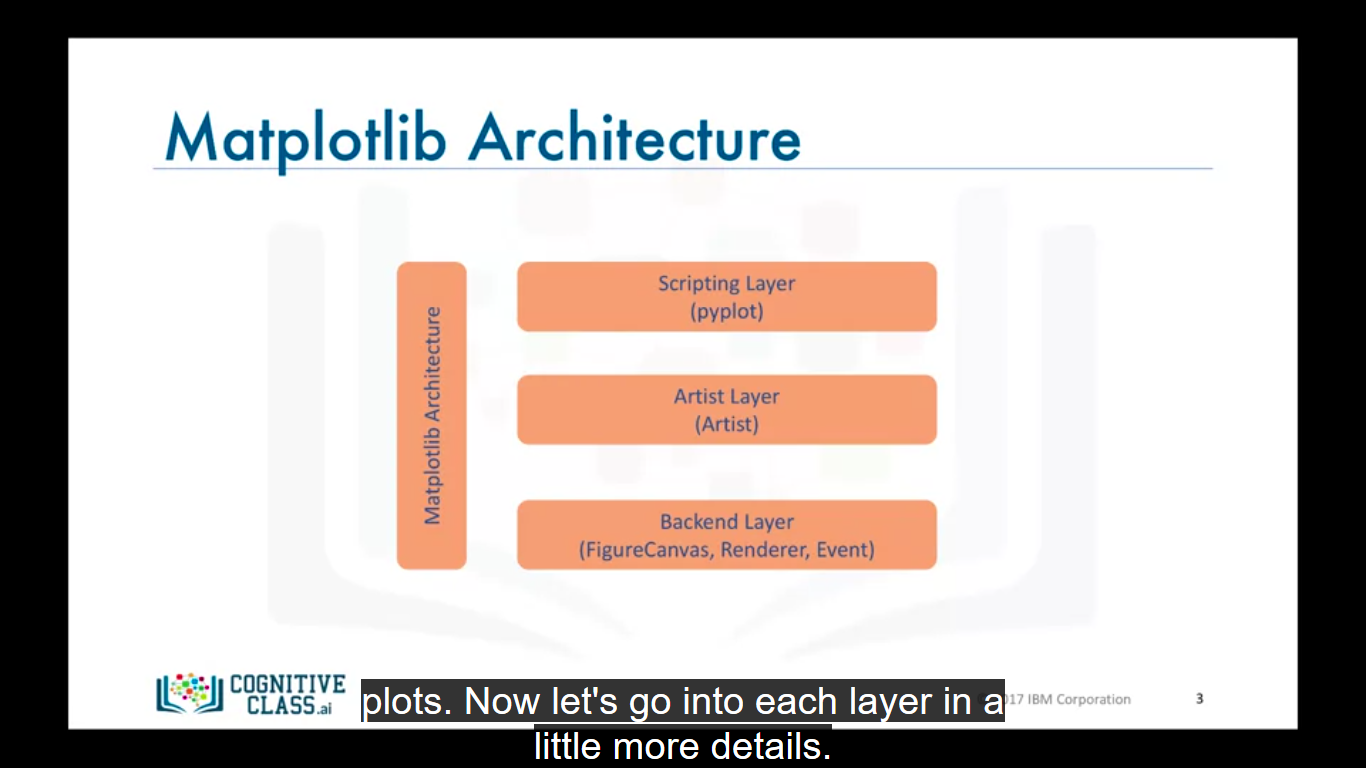 Matplotlib Architecture
Matplotlib Architecture
Scripting Layer
(pyplot)
Artist Layer
(Artist)
Backend Layer
(FigureCanvas, Renderer, Event)
COGNITIVE
CLASS.ai
17 IBM Corporation
3
plots. Now let's go into each layer in a
little more details.